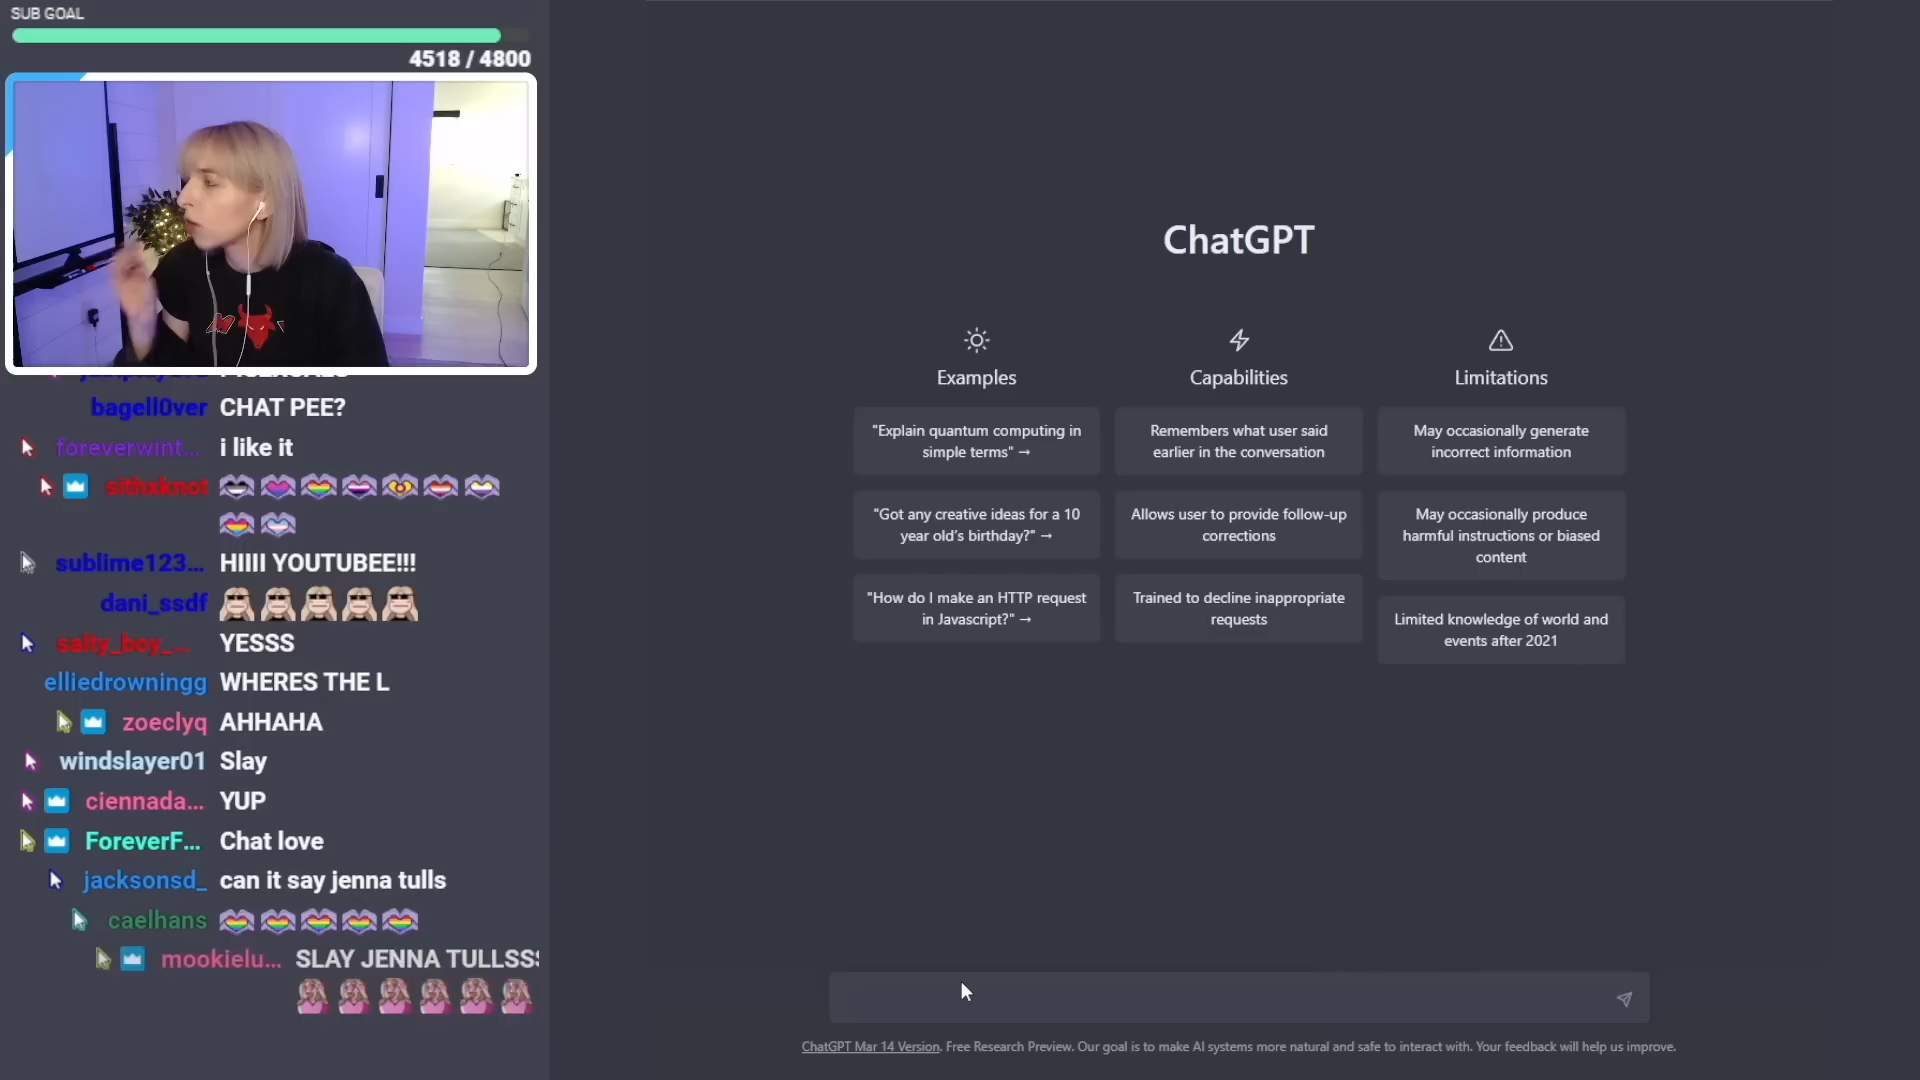 SUB GOAL
4518 / 4800
bagell0ver CHAT PEE?
foreverwint... i like it
sithxknot
sublime123... HIIII YOUTUBEE!!!
dani_ssdf
salty_boy_... YESSS
elliedrowningg WHERES THE L
zoeclyq AHHAHA
windslayer01 Slay
ciennada... YUP
ForeverF... Chat love
jacksonsd_ can it say jenna tulls
caelhans
mookielu... SLAY JENNA TULLSSS
ChatGPT
Examples
"Explain quantum computing in
simple terms" →
"Got any creative ideas for a 10
year old's birthday?" →
"How do I make an HTTP request
in Javascript?" →
Capabilities
Remembers what user said
earlier in the conversation
Allows user to provide follow-up
corrections
Trained to decline inappropriate
requests
Limitations
May occasionally generate
incorrect information
May occasionally produce
harmful instructions or biased
content
Limited knowledge of world and
events after 2021
ChatGPT Mar 14 Version. Free Research Preview. Our goal is to make AI systems more natural and safe to interact with. Your feedback will help us improve.